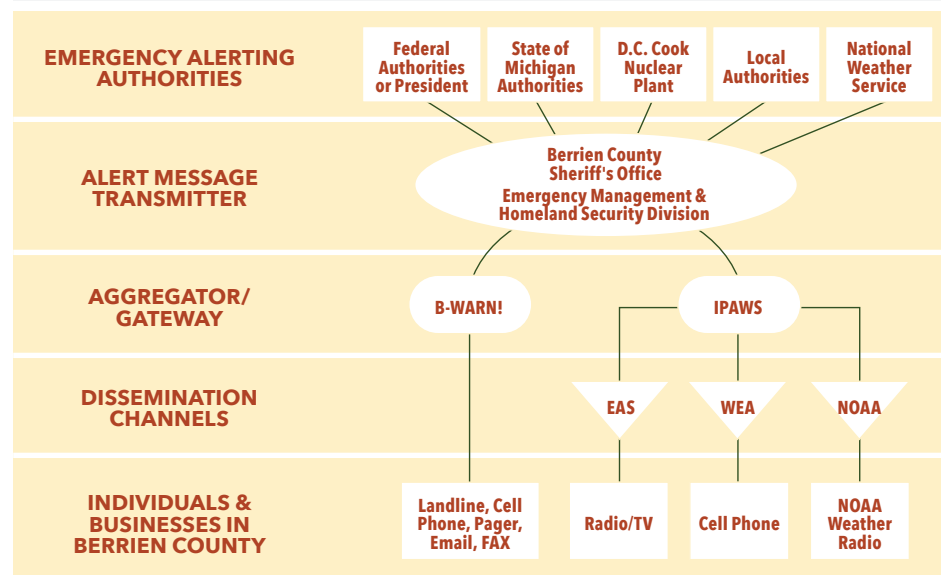 EMERGENCY ALERTING
AUTHORITIES
Federal
Authorities
or President
State of
Michigan
Authorities
D.C. Cook
Nuclear
Plant
Local
Authorities
National
Weather
Service
ALERT MESSAGE
TRANSMITTER
Berrien County
Sheriff's Office
Emergency Management &
Homeland Security Division
AGGREGATOR/
GATEWAY
B-WARN!
IPAWS
DISSEMINATION
CHANNELS
EAS
WEA
NOAA
INDIVIDUALS &
BUSINESSES IN
BERRIEN COUNTY
Landline, Cell
Phone, Pager,
Email, FAX
Radio/TV
Cell Phone
NOAA
Weather
Radio